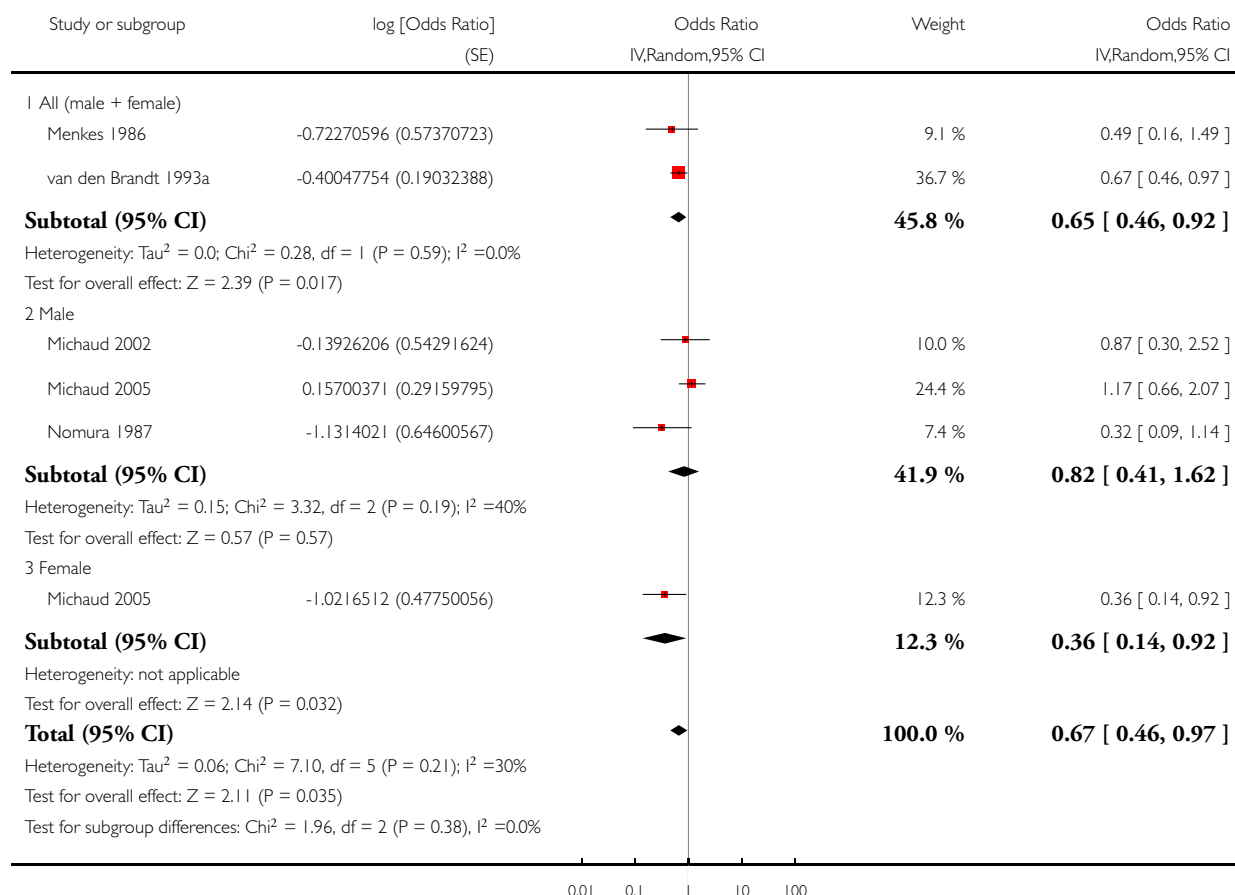 Study or subgroup log [Odds Ratio] Odds Ratio Weight Odds Ratio
(SE) IV,Random,95% CI IV,Random,95% CI
1 All (male + female)
Menkes 1986 -0.72270596 (0.57370723) 9.1 % 0.49 [ 0.16, 1.49 ]
van den Brandt 1993a -0.40047754 (0.19032388) 36.7 % 0.67 [ 0.46, 0.97 ]
Subtotal (95% CI) 45.8 % 0.65 [ 0.46, 0.92 ]
Heterogeneity: Tau² = 0.0; Chi² = 0.28, df = 1 (P = 0.59); I² =0.0%
Test for overall effect: Z = 2.39 (P = 0.017)
2 Male
Michaud 2002 -0.13926206 (0.54291624) 10.0 % 0.87 [ 0.30, 2.52 ]
Michaud 2005 0.15700371 (0.29159795) 24.4 % 1.17 [ 0.66, 2.07 ]
Nomura 1987 -1.1314021 (0.64600567) 7.4 % 0.32 [ 0.09, 1.14 ]
Subtotal (95% CI) 41.9 % 0.82 [ 0.41, 1.62 ]
Heterogeneity: Tau² = 0.15; Chi² = 3.32, df = 2 (P = 0.19); I² =40%
Test for overall effect: Z = 0.57 (P = 0.57)
3 Female
Michaud 2005 -1.0216512 (0.47750056) 12.3 % 0.36 [ 0.14, 0.92 ]
Subtotal (95% CI) 12.3 % 0.36 [ 0.14, 0.92 ]
Heterogeneity: not applicable
Test for overall effect: Z = 2.14 (P = 0.032)
Total (95% CI) 100.0 % 0.67 [ 0.46, 0.97 ]
Heterogeneity: Tau² = 0.06; Chi² = 7.10, df = 5 (P = 0.21); I² =30%
Test for overall effect: Z = 2.11 (P = 0.035)
Test for subgroup differences: Chi² = 1.96, df = 2 (P = 0.38), I² =0.0%
0.01 0.1 1 10 100